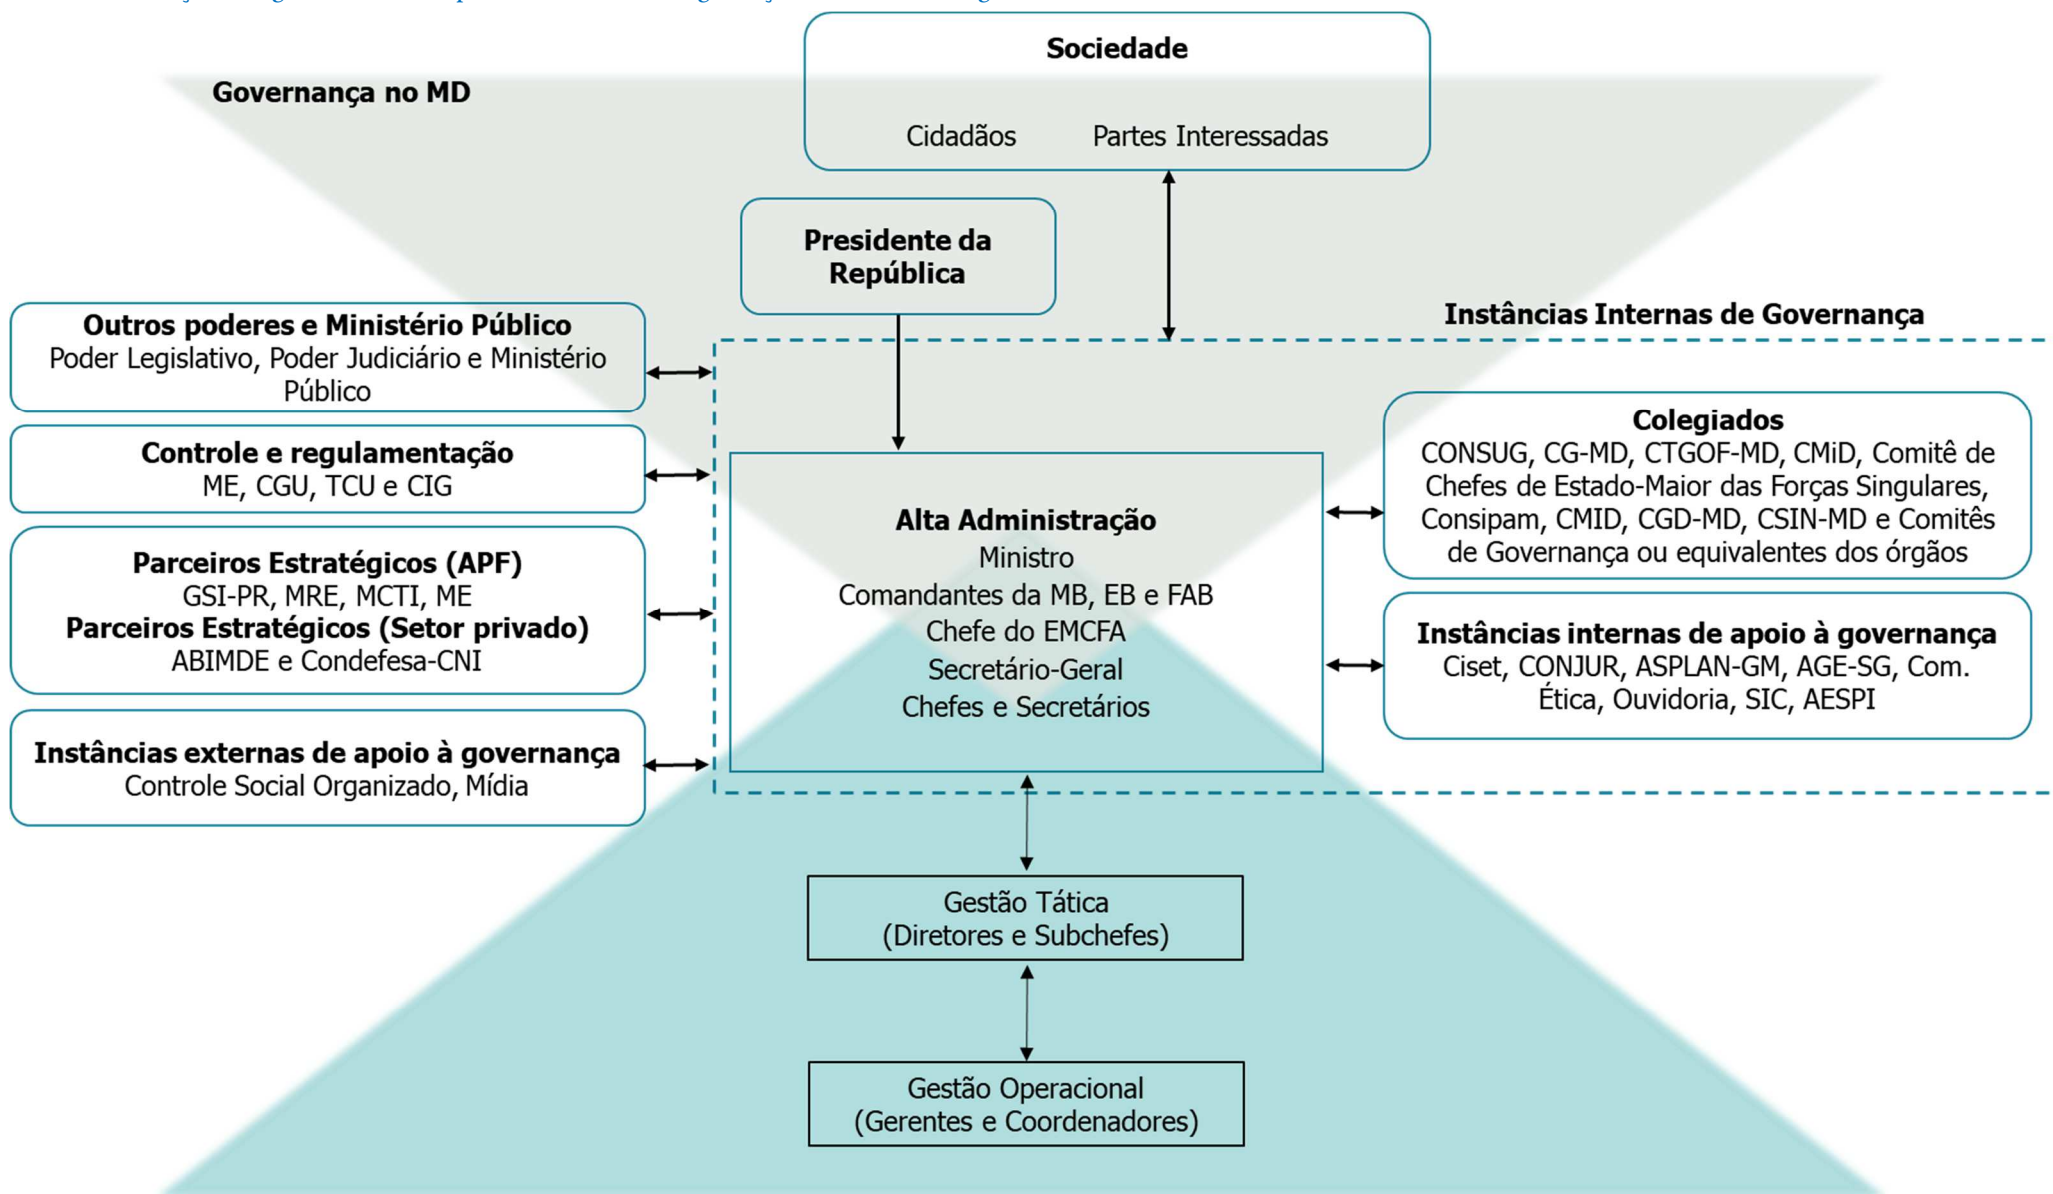 Sociedade
Governança no MD
Cidadãos Partes Interessadas
Presidente da
República
Instâncias Internas de Governança
Outros poderes e Ministério Público
Poder Legislativo, Poder Judiciário e Ministério
Público
Controle e regulamentação
ME, CGU, TCU e CIG
Parceiros Estratégicos (APF)
GSI-PR, MRE, MCTI, ME
Parceiros Estratégicos (Setor privado)
ABIMDE e Condefesa-CNI
Instâncias externas de apoio à governança
Controle Social Organizado, Mídia
Alta Administração
Ministro
Comandantes da MB, EB e FAB
Chefe do EMCFA
Secretário-Geral
Chefes e Secretários
Colegiados
CONSUG, CG-MD, CTGOF-MD, CMiD, Comitê de
Chefes de Estado-Maior das Forças Singulares,
Consipam, CMID, CGD-MD, CSIN-MD e Comitês
de Governança ou equivalentes dos órgãos
Instâncias internas de apoio à governança
Ciset, CONJUR, ASPLAN-GM, AGE-SG, Com.
Ética, Ouvidoria, SIC, AESPI
Gestão Tática
(Diretores e Subchefes)
Gestão Operacional
(Gerentes e Coordenadores)